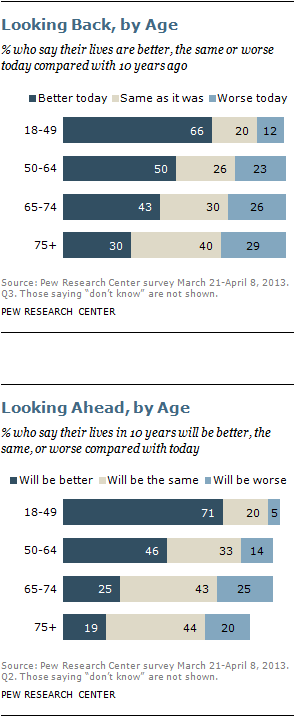 Looking Back, by Age
% who say their lives are better, the same or worse
today compared with 10 years ago
Better today Same as it was Worse today
18-49 66 20 12
50-64 50 26 23
65-74 43 30 26
75+ 30 40 29
Source: Pew Research Center survey March 21-April 8, 2013.
Q3. Those saying “don’t know” are not shown.
PEW RESEARCH CENTER
Looking Ahead, by Age
% who say their lives in 10 years will be better, the
same, or worse compared with today
Will be better Will be the same Will be worse
18-49 71 20 5
50-64 46 33 14
65-74 25 43 25
75+ 19 44 20
Source: Pew Research Center survey March 21-April 8, 2013.
Q2. Those saying “don’t know” are not shown.
PEW RESEARCH CENTER